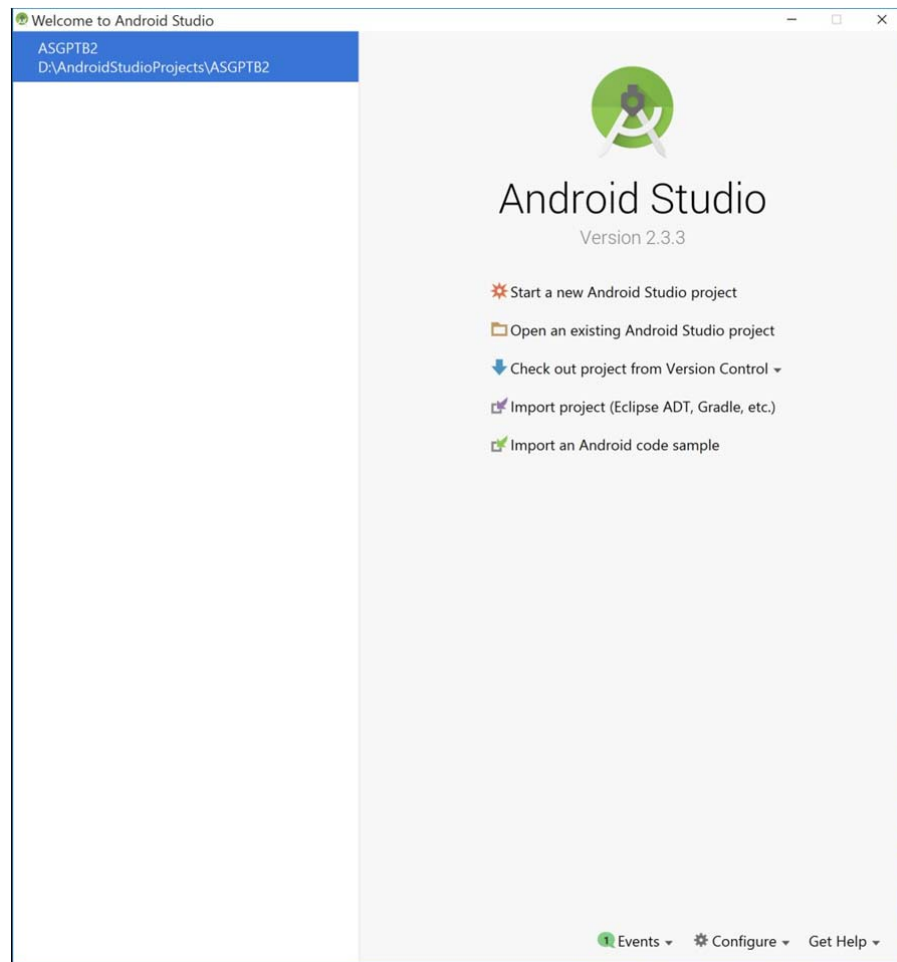 Welcome to Android Studio
ASGPTB2
D:\AndroidStudioProjects\ASGPTB2
Android Studio
Version 2.3.3
Start a new Android Studio project
Open an existing Android Studio project
Check out project from Version Control
Import project (Eclipse ADT, Gradle, etc.)
Import an Android code sample
1 Events Configure Get Help